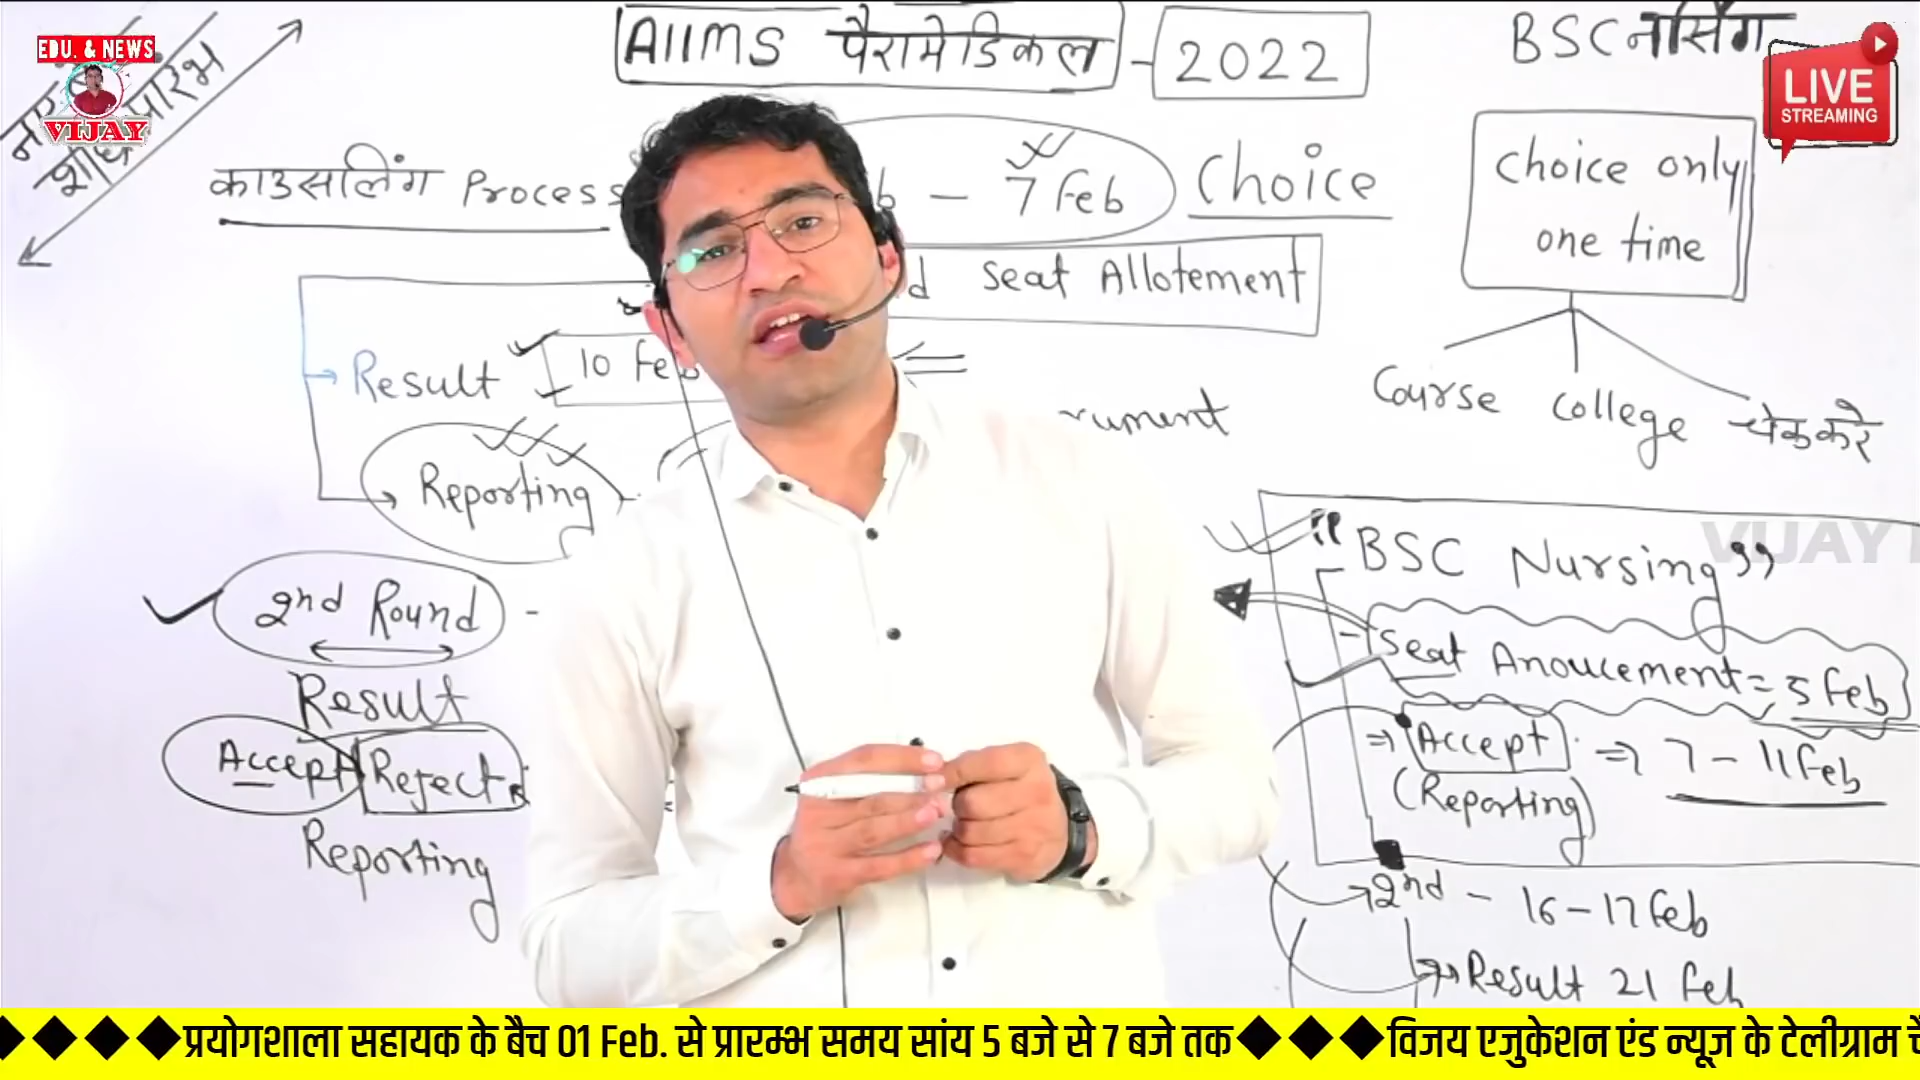 EDU. & NEWS
VIJAY
शीघ्र प्रारंभ
AIIMS पैरामेडिकल - 2022
BSC नर्सिंग
LIVE
STREAMING
काउसलिंग Process
b - 7 Feb
Choice
Choice only
one time
Seat Allotement
Result
10 Feb
Course
college
चेक करे
rument
Reporting
"BSC Nursing"
VIJAY
2nd Round -
Seat Anoucement = 5 Feb
Result
Accept
Reject
⇒ Accept ⇒ 7 - 11 Feb
(Reporting)
Reporting
2nd - 16-17 Feb
Result 21 Feb
प्रयोगशाला सहायक के बैच 01 Feb. से प्रारम्भ समय सांय 5 बजे से 7 बजे तक◆◆◆विजय एजुकेशन एंड न्यूज़ के टेलीग्राम चै